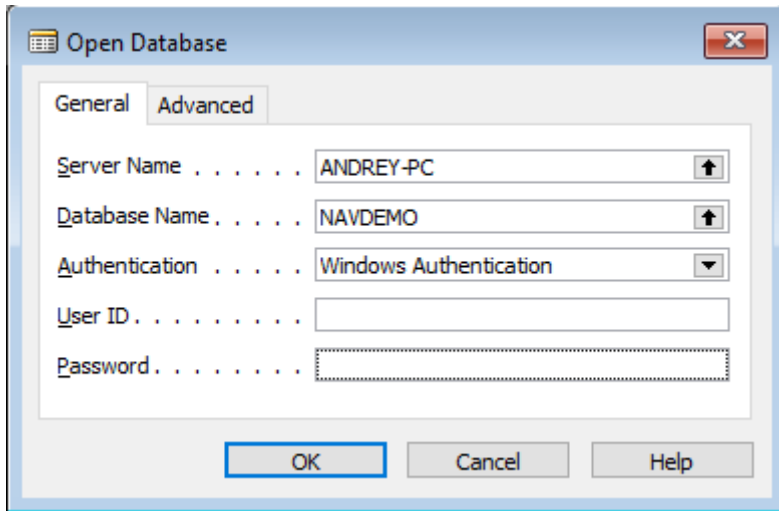 Open Database
General Advanced
Server Name . . . . . . ANDREY-PC
Database Name . . . . . NAVDEMO
Authentication . . . . . Windows Authentication
User ID . . . . . . . . .
Password . . . . . . . .
OK Cancel Help